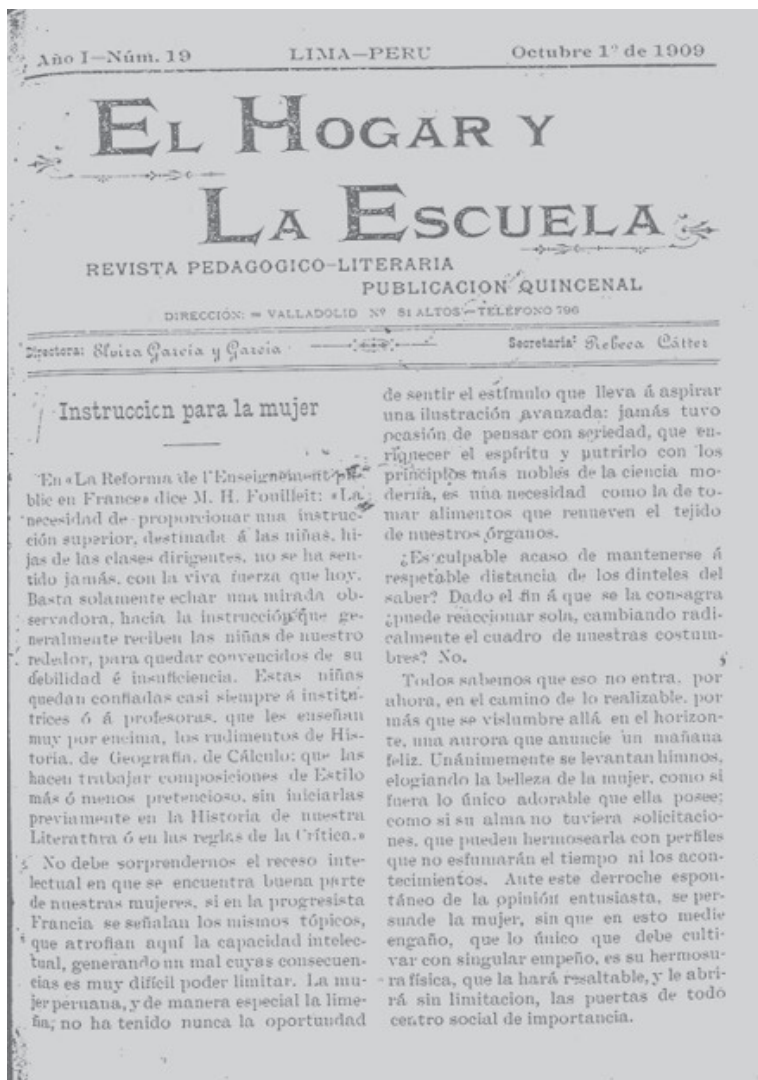 Año I—Núm. 19 LIMA—PERU Octubre 1º de 1909
EL HOGAR Y
LA ESCUELA
REVISTA PEDAGOGICO-LITERARIA
PUBLICACION QUINCENAL
DIRECCIÓN: = VALLADOLID Nº 81 ALTOS—TELÉFONO 796
Directora: Elvira García y García Secretaria: Rebeca Cótter
Instruccion para la mujer
En «La Reforma de l'Enseignement pú-
blic en France» dice M. H. Fouilleit: «La
necesidad de proporcionar una instruc-
ción superior, destinada á las niñas, hi-
jas de las clases dirigentes, no se ha sen-
tido jamás, con la viva fuerza que hoy.
Basta solamente echar una mirada ob-
servadora, hacia la instrucción que ge-
neralmente reciben las niñas de nuestro
rededor, para quedar convencidos de su
debilidad é insuficiencia. Estas niñas
quedan confiadas casi siempre á institu-
trices ó á profesoras, que les enseñan
muy por encima, los rudimentos de His-
toria, de Geografía, de Cálculo; que las
hacen trabajar composiciones de Estilo
más ó menos pretencioso, sin iniciarlas
previamente en la Historia de nuestra
Literatura ó en las reglas de la Crítica.»
No debe sorprendernos el receso inte-
lectual en que se encuentra buena parte
de nuestras mujeres, si en la progresista
Francia se señalan los mismos tópicos,
que atrofian aquí la capacidad intelec-
tual, generando un mal cuyas consecuen-
cias es muy difícil poder limitar. La mu-
jer peruana, y de manera especial la lime-
ña, no ha tenido nunca la oportundad
de sentir el estímulo que lleva á aspirar
una ilustración avanzada: jamás tuvo
ocasión de pensar con seriedad, que en-
riquecer el espíritu y nutrirlo con los
principios más nobles de la ciencia mo-
derna, es una necesidad como la de to-
mar alimentos que renueven el tejido
de nuestros órganos.
¿Es culpable acaso de mantenerse á
respetable distancia de los dinteles del
saber? Dado el fin á que se la consagra
¿puede reaccionar sola, cambiando radi-
calmente el cuadro de nuestras costum-
bres? No.
Todos sabemos que eso no entra, por
ahora, en el camino de lo realizable, por
más que se vislumbre allá en el horizon-
te, una aurora que anuncie un mañana
feliz. Unánimemente se levantan himnos,
elogiando la belleza de la mujer, como si
fuera lo único adorable que ella posee;
como si su alma no tuviera solicitacio-
nes, que pueden hermosearla con perfiles
que no esfumarán el tiempo ni los acon-
tecimientos. Ante este derroche espon-
táneo de la opinión entusiasta, se per-
suade la mujer, sin que en esto medie
engaño, que lo único que debe culti-
var con singular empeño, es su hermosu-
ra física, que la hará resaltable, y le abri-
rá sin limitacion, las puertas de todo
centro social de importancia.